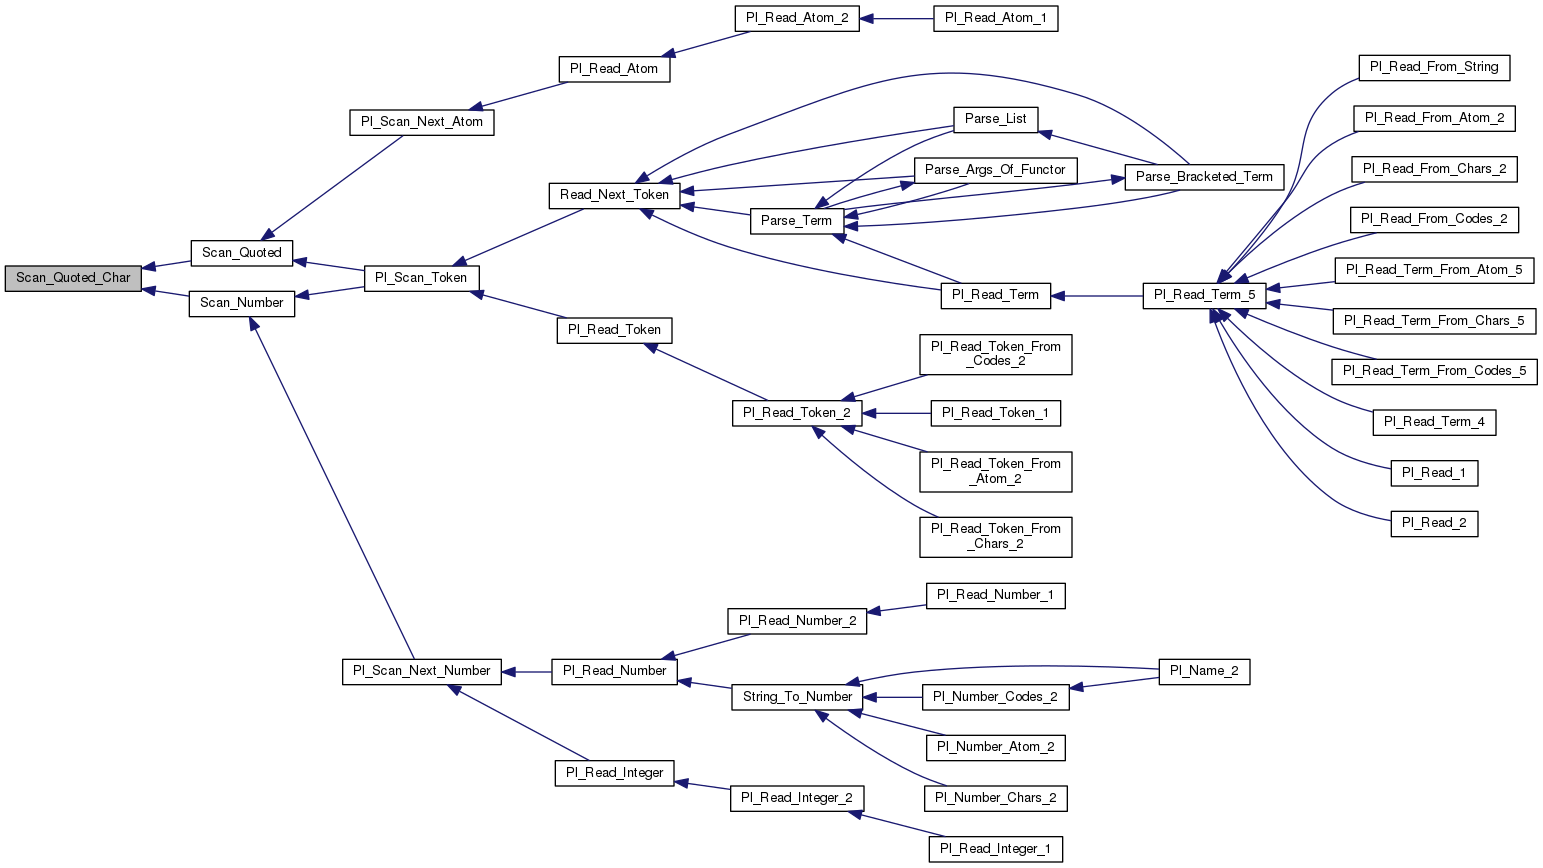 Scan_Quoted_Char
Scan_Quoted
Scan_Number
Pl_Scan_Next_Atom
Pl_Scan_Token
Pl_Scan_Next_Number
Pl_Read_Atom
Read_Next_Token
Pl_Read_Token
Pl_Read_Number
Pl_Read_Integer
Pl_Read_Atom_2
Parse_Term
Pl_Read_Token_2
Pl_Read_Number_2
String_To_Number
Pl_Read_Integer_2
Pl_Read_Atom_1
Parse_List
Parse_Args_Of_Functor
Pl_Read_Term
Pl_Read_Token_From
_Codes_2
Pl_Read_Token_1
Pl_Read_Token_From
_Atom_2
Pl_Read_Token_From
_Chars_2
Pl_Read_Number_1
Pl_Number_Codes_2
Pl_Number_Atom_2
Pl_Number_Chars_2
Pl_Read_Integer_1
Parse_Bracketed_Term
Pl_Read_Term_5
Pl_Name_2
Pl_Read_From_String
Pl_Read_From_Atom_2
Pl_Read_From_Chars_2
Pl_Read_From_Codes_2
Pl_Read_Term_From_Atom_5
Pl_Read_Term_From_Chars_5
Pl_Read_Term_From_Codes_5
Pl_Read_Term_4
Pl_Read_1
Pl_Read_2